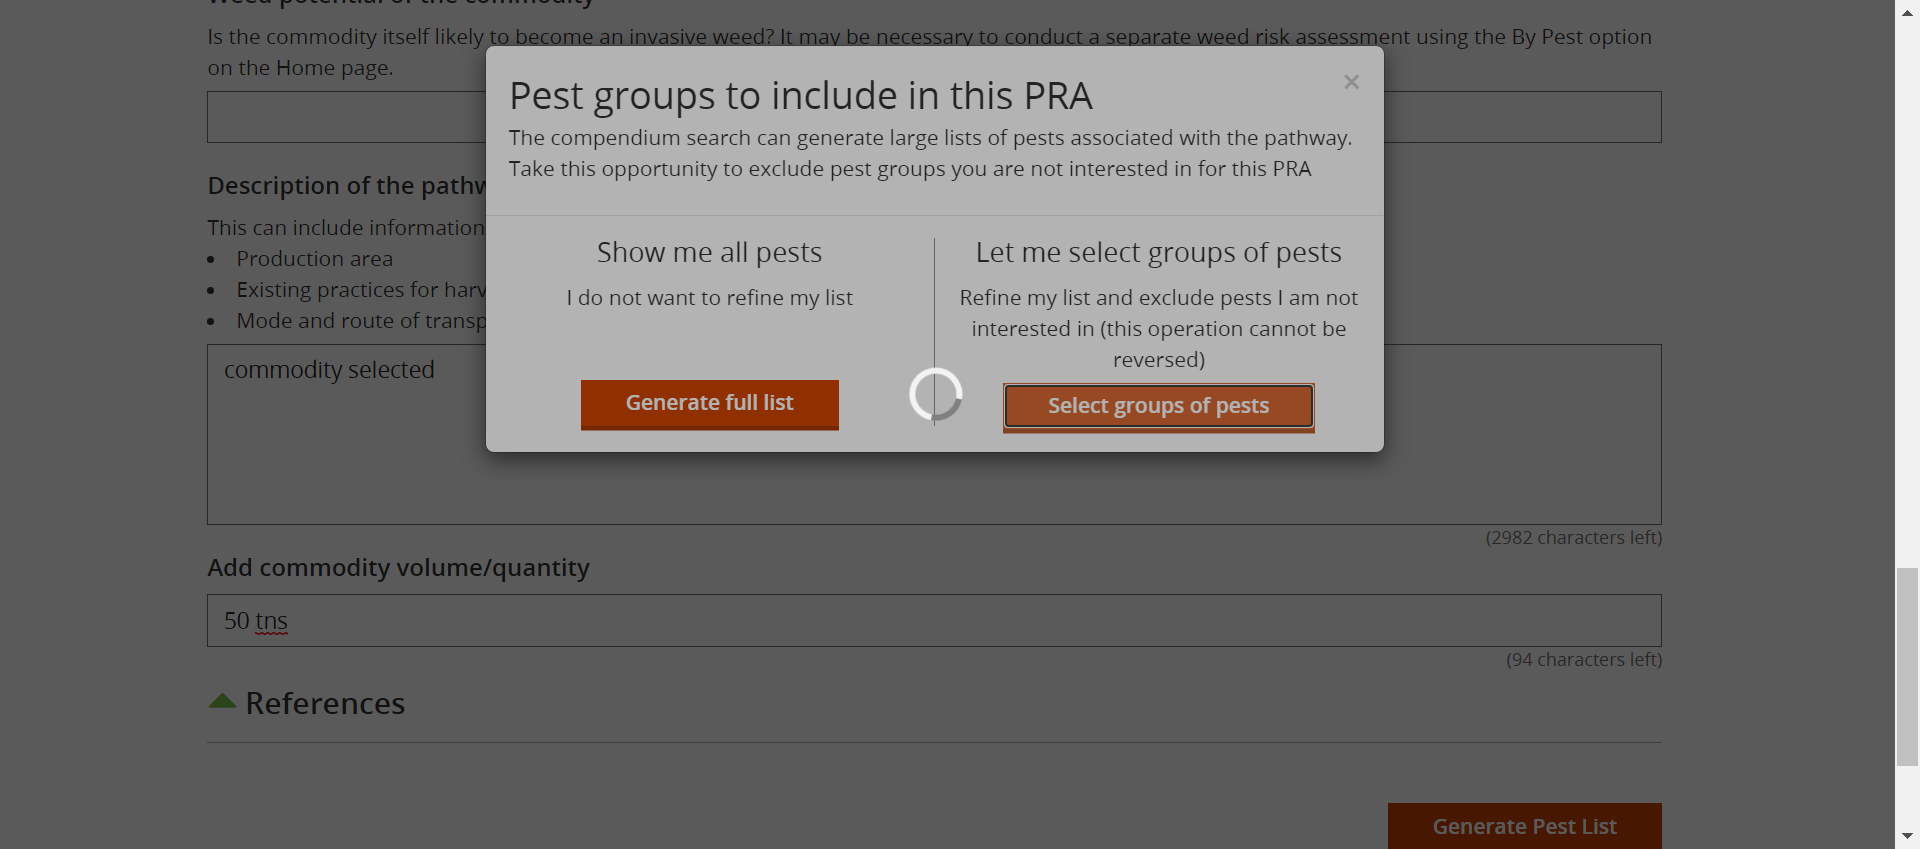 Weed potential of the commodity
Is the commodity itself likely to become an invasive weed? It may be necessary to conduct a separate weed risk assessment using the By Pest option
on the Home page.
Pest groups to include in this PRA
×
The compendium search can generate large lists of pests associated with the pathway.
Take this opportunity to exclude pest groups you are not interested in for this PRA
Description of the pathw
This can include information
• Production area
• Existing practices for harv
• Mode and route of transp
Show me all pests
I do not want to refine my list
Generate full list
Let me select groups of pests
Refine my list and exclude pests I am not
interested in (this operation cannot be
reversed)
Select groups of pests
commodity selected
(2982 characters left)
Add commodity volume/quantity
50 tns
(94 characters left)
References
Generate Pest List